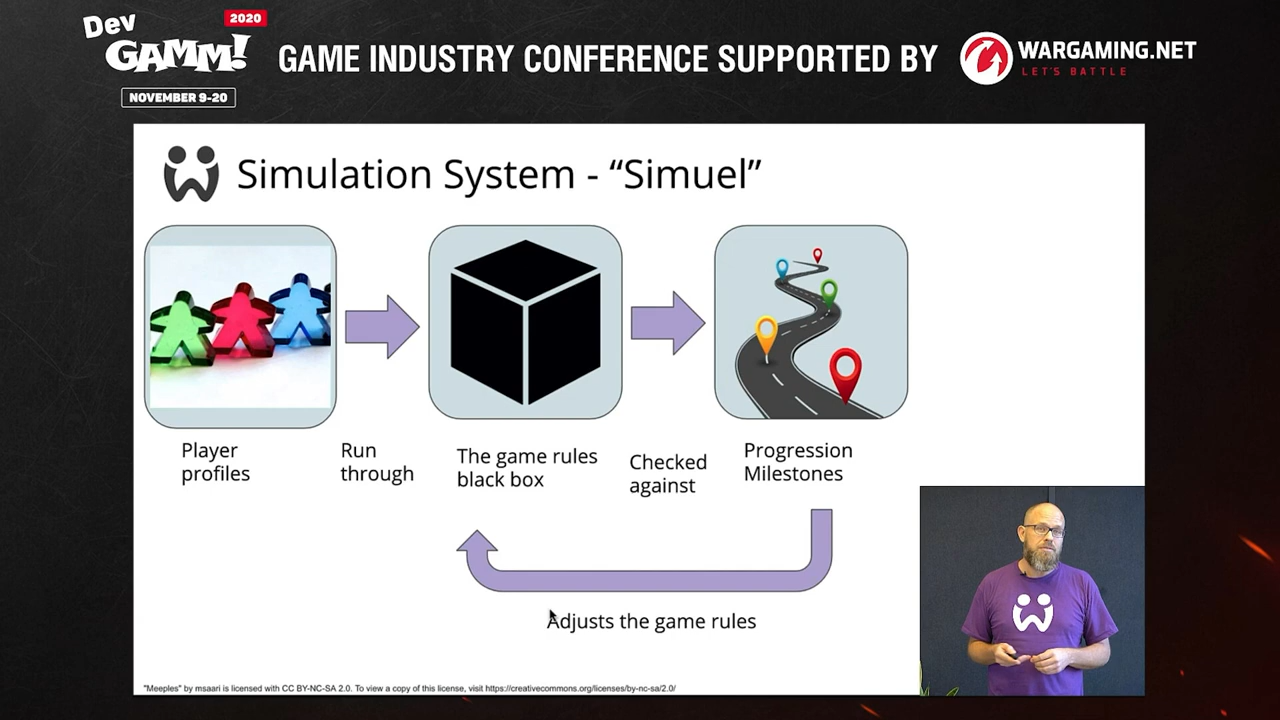 Dev
GAMM!
2020
NOVEMBER 9-20
GAME INDUSTRY CONFERENCE SUPPORTED BY
WARGAMING.NET
LET'S BATTLE
Simulation System - “Simuel”
Player
profiles
Run
through
The game rules
black box
Checked
against
Progression
Milestones
Adjusts the game rules
"Meeples" by msaari is licensed with CC BY-NC-SA 2.0. To view a copy of this license, visit https://creativecommons.org/licenses/by-nc-sa/2.0/